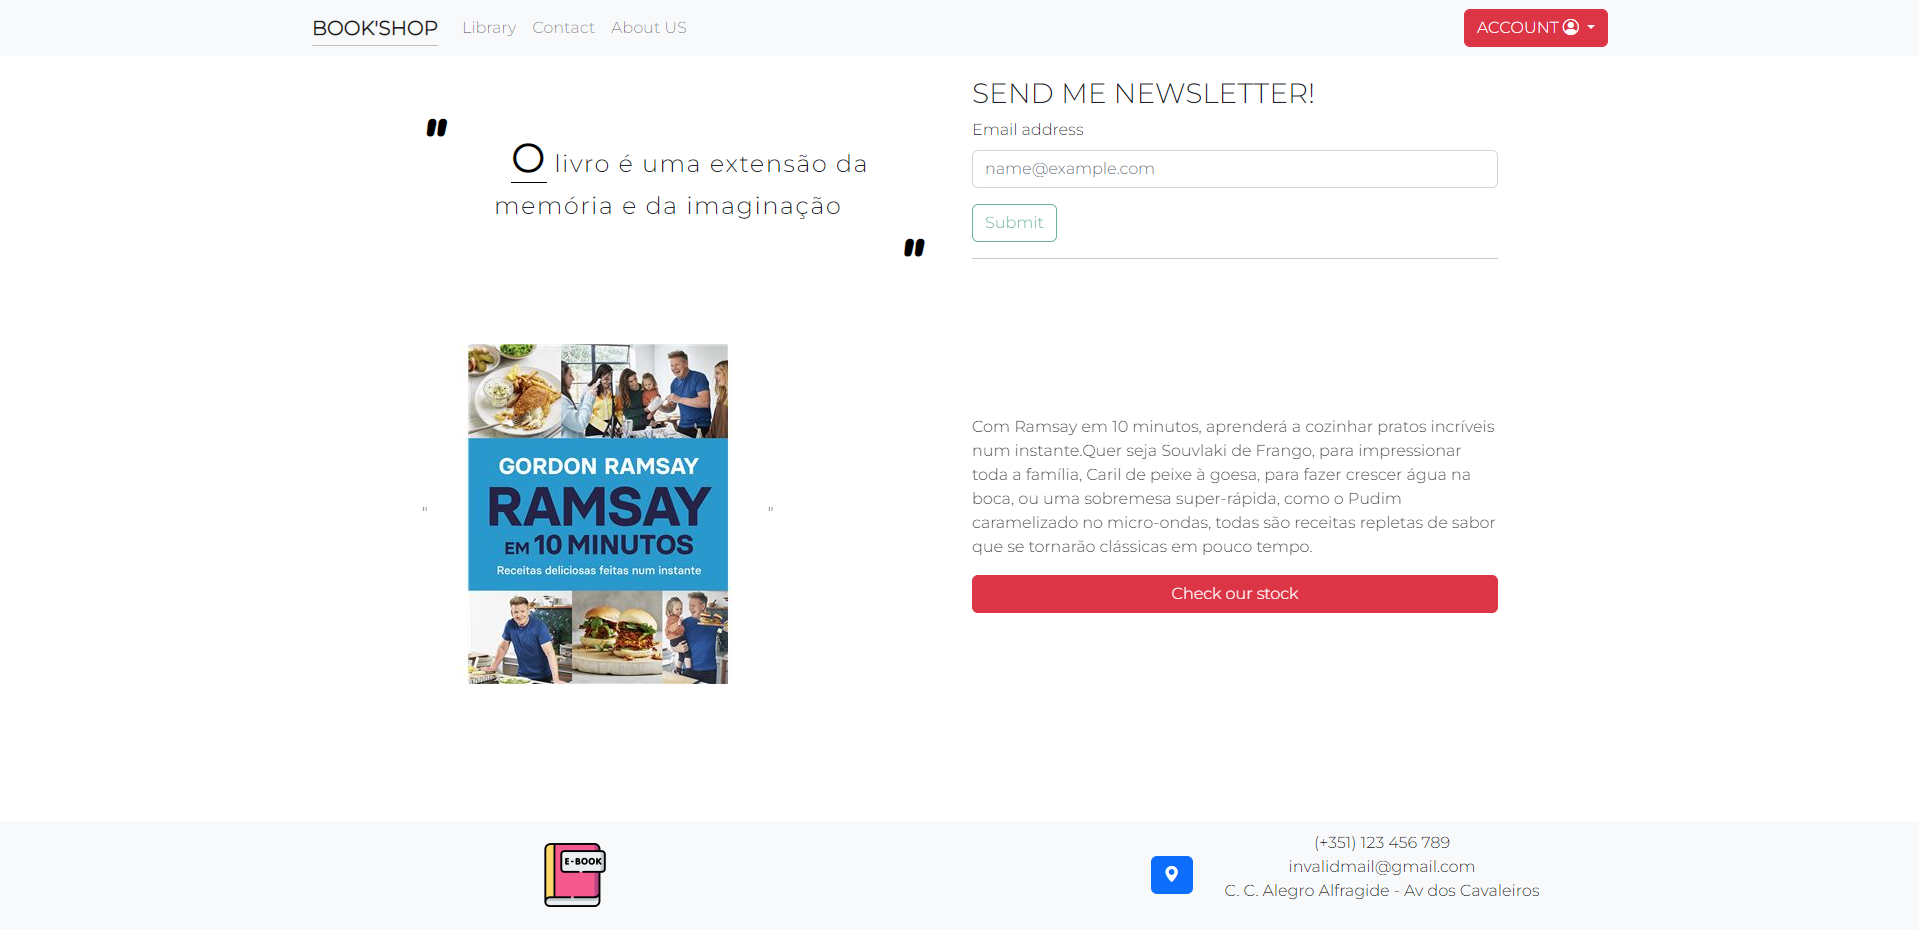 BOOK'SHOP Library Contact About US ACCOUNT
"
O livro é uma extensão da
memória e da imaginação
"
SEND ME NEWSLETTER!
Email address
name@example.com
Submit
GORDON RAMSAY
RAMSAY
EM 10 MINUTOS
Receitas deliciosas feitas num instante
" "
Com Ramsay em 10 minutos, aprenderá a cozinhar pratos incríveis
num instante.Quer seja Souvlaki de Frango, para impressionar
toda a família, Caril de peixe à goesa, para fazer crescer água na
boca, ou uma sobremesa super-rápida, como o Pudim
caramelizado no micro-ondas, todas são receitas repletas de sabor
que se tornarão clássicas em pouco tempo.
Check our stock
E-BOOK
(+351) 123 456 789
invalidmail@gmail.com
C. C. Alegro Alfragide - Av dos Cavaleiros